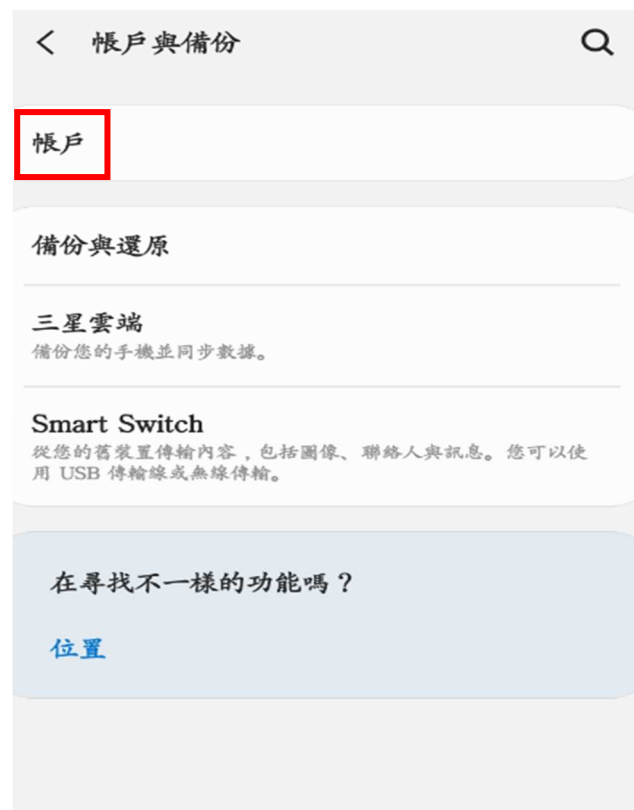 帳戶與備份
帳戶
備份與還原
三星雲端
備份您的手機並同步數據。
Smart Switch
從您的舊裝置傳輸內容，包括圖像、聯絡人與訊息。您可以使
用 USB 傳輸線或無線傳輸。
在尋找不一樣的功能嗎？
位置